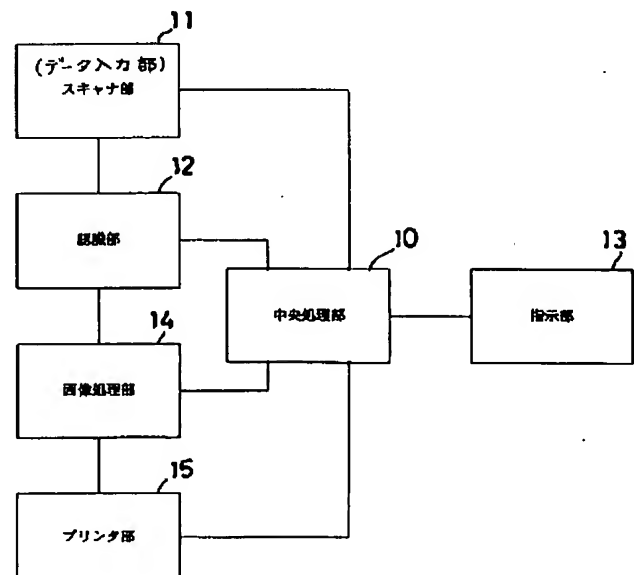 11
(データ入力部)
スキャナ部
12
認識部
10
中央処理部
13
指示部
14
画像処理部
15
プリンタ部